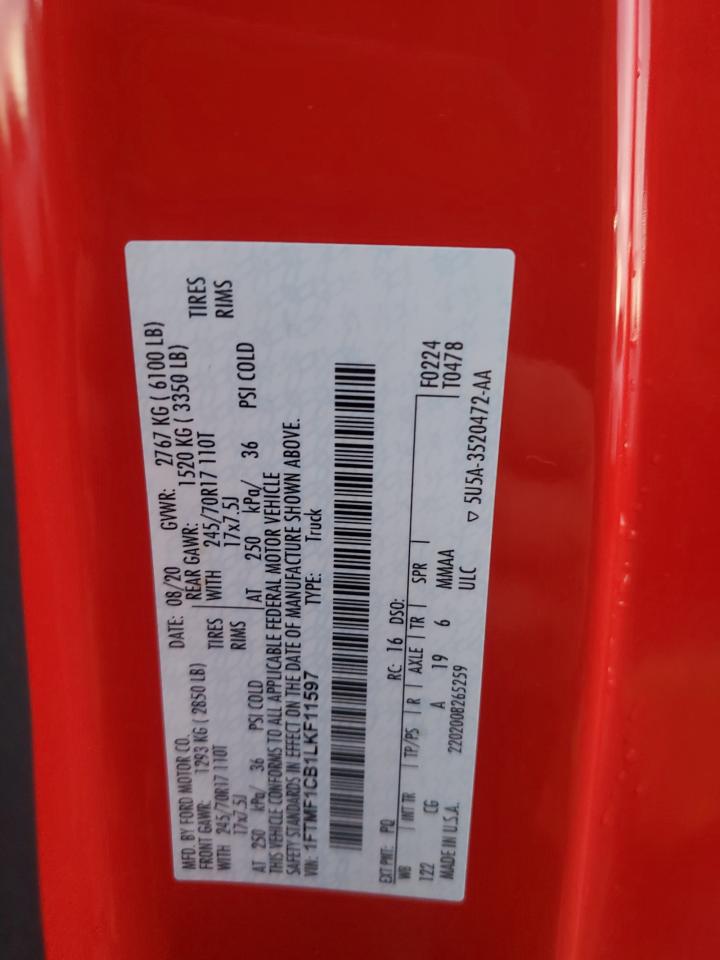 MFD. BY FORD MOTOR CO.
DATE: 08/20 GVWR: 2767 KG ( 6100 LB)
FRONT GAWR: 1293 KG ( 2850 LB) REAR GAWR: 1520 KG ( 3350 LB)
WITH 245/70R17 110T TIRES WITH 245/70R17 110T TIRES
17x7.5J RIMS 17x7.5J RIMS
AT 250 kPa/ 36 PSI COLD AT 250 kPa/ 36 PSI COLD
THIS VEHICLE CONFORMS TO ALL APPLICABLE FEDERAL MOTOR VEHICLE
SAFETY STANDARDS IN EFFECT ON THE DATE OF MANUFACTURE SHOWN ABOVE.
VIN: 1FTMF1CB1LKF11597 TYPE: Truck
EXT PNT: PQ RC: 16 DSO: F0224
WB INT TR TP/PS R AXLE TR SPR T0478
122 CG A 19 6 MMAA
MADE IN U.S.A. 2202008265259 ULC ▽ 5U5A-3520472-AA